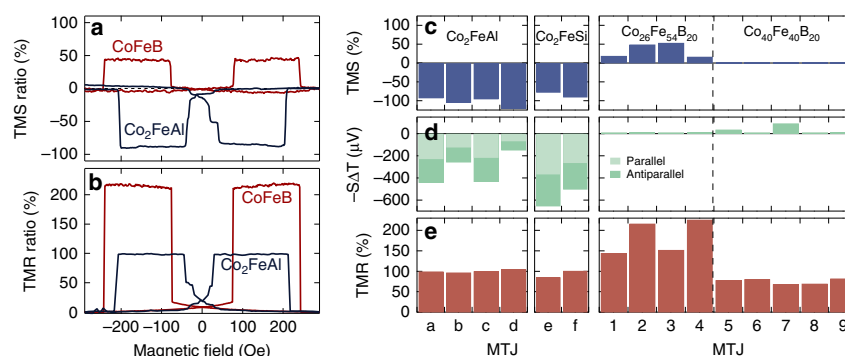 a
TMS ratio (%)
100
50
0
−50
−100
CoFeB
Co₂FeAl
b
TMR ratio (%)
200
150
100
50
0
CoFeB
Co₂FeAl
−200 −100 0 100 200
Magnetic field (Oe)
c
TMS (%)
100
50
0
−50
−100
Co₂FeAl
Co₂FeSi
Co₂₆Fe₅₄B₂₀
Co₄₀Fe₄₀B₂₀
d
−SΔT (μV)
0
−200
−400
−600
Parallel
Antiparallel
e
TMR (%)
200
150
100
50
0
a b c d e f 1 2 3 4 5 6 7 8 9
MTJ MTJ